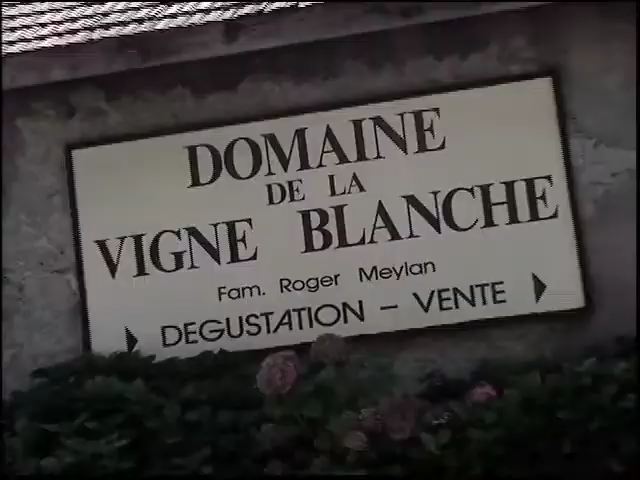 DOMAINE
DE LA
VIGNE BLANCHE
Fam. Roger Meylan
DEGUSTATION – VENTE